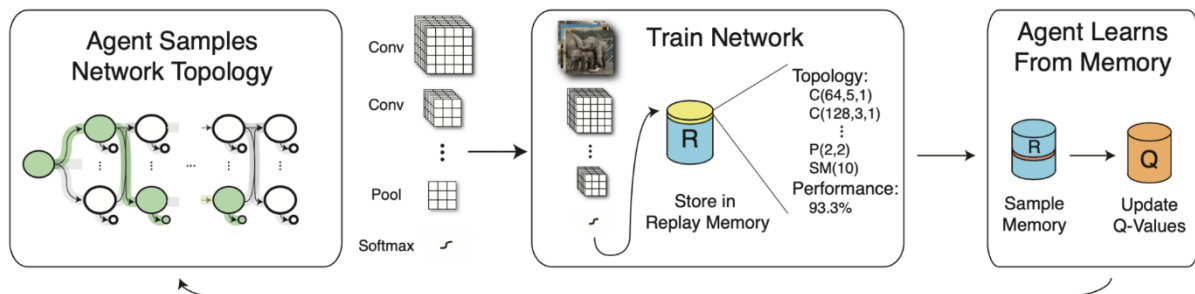 Agent Samples
Network Topology
Conv
Conv
Pool
Softmax
Train Network
R
Store in
Replay Memory
Topology:
C(64,5,1)
C(128,3,1)
P(2,2)
SM(10)
Performance:
93.3%
Agent Learns
From Memory
R
Q
Sample
Memory
Update
Q-Values